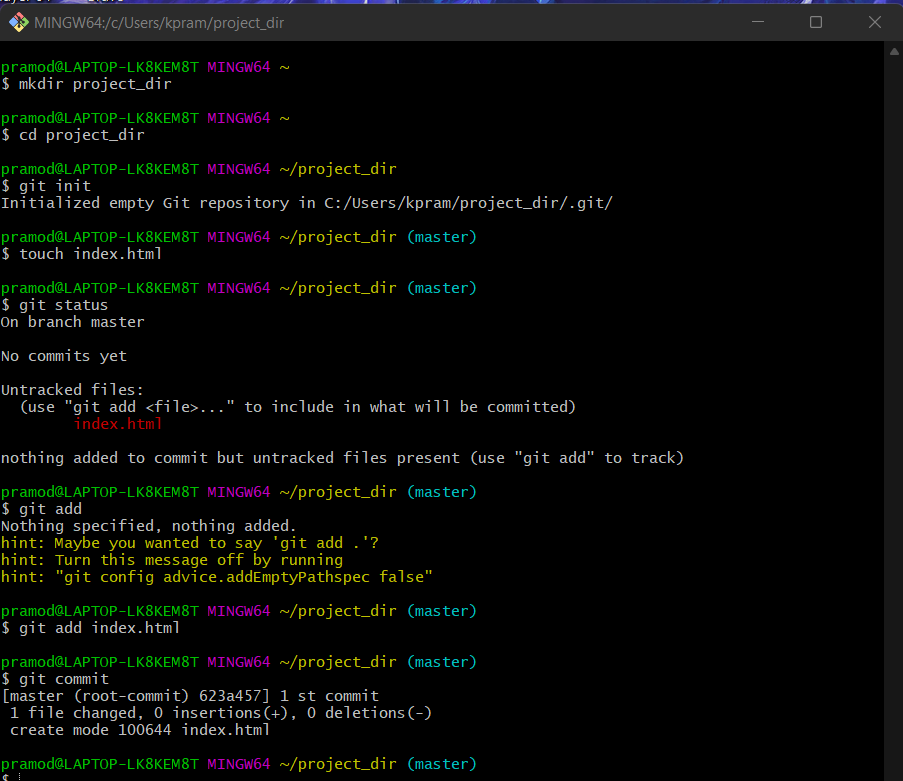 MINGW64:/c/Users/kpram/project_dir
pramod@LAPTOP-LK8KEM8T MINGW64 ~
$ mkdir project_dir
pramod@LAPTOP-LK8KEM8T MINGW64 ~
$ cd project_dir
pramod@LAPTOP-LK8KEM8T MINGW64 ~/project_dir
$ git init
Initialized empty Git repository in C:/Users/kpram/project_dir/.git/
pramod@LAPTOP-LK8KEM8T MINGW64 ~/project_dir (master)
$ touch index.html
pramod@LAPTOP-LK8KEM8T MINGW64 ~/project_dir (master)
$ git status
On branch master
No commits yet
Untracked files:
  (use "git add <file>..." to include in what will be committed)
        index.html
nothing added to commit but untracked files present (use "git add" to track)
pramod@LAPTOP-LK8KEM8T MINGW64 ~/project_dir (master)
$ git add
Nothing specified, nothing added.
hint: Maybe you wanted to say 'git add .'?
hint: Turn this message off by running
hint: "git config advice.addEmptyPathspec false"
pramod@LAPTOP-LK8KEM8T MINGW64 ~/project_dir (master)
$ git add index.html
pramod@LAPTOP-LK8KEM8T MINGW64 ~/project_dir (master)
$ git commit
[master (root-commit) 623a457] 1 st commit
 1 file changed, 0 insertions(+), 0 deletions(-)
 create mode 100644 index.html
pramod@LAPTOP-LK8KEM8T MINGW64 ~/project_dir (master)
$